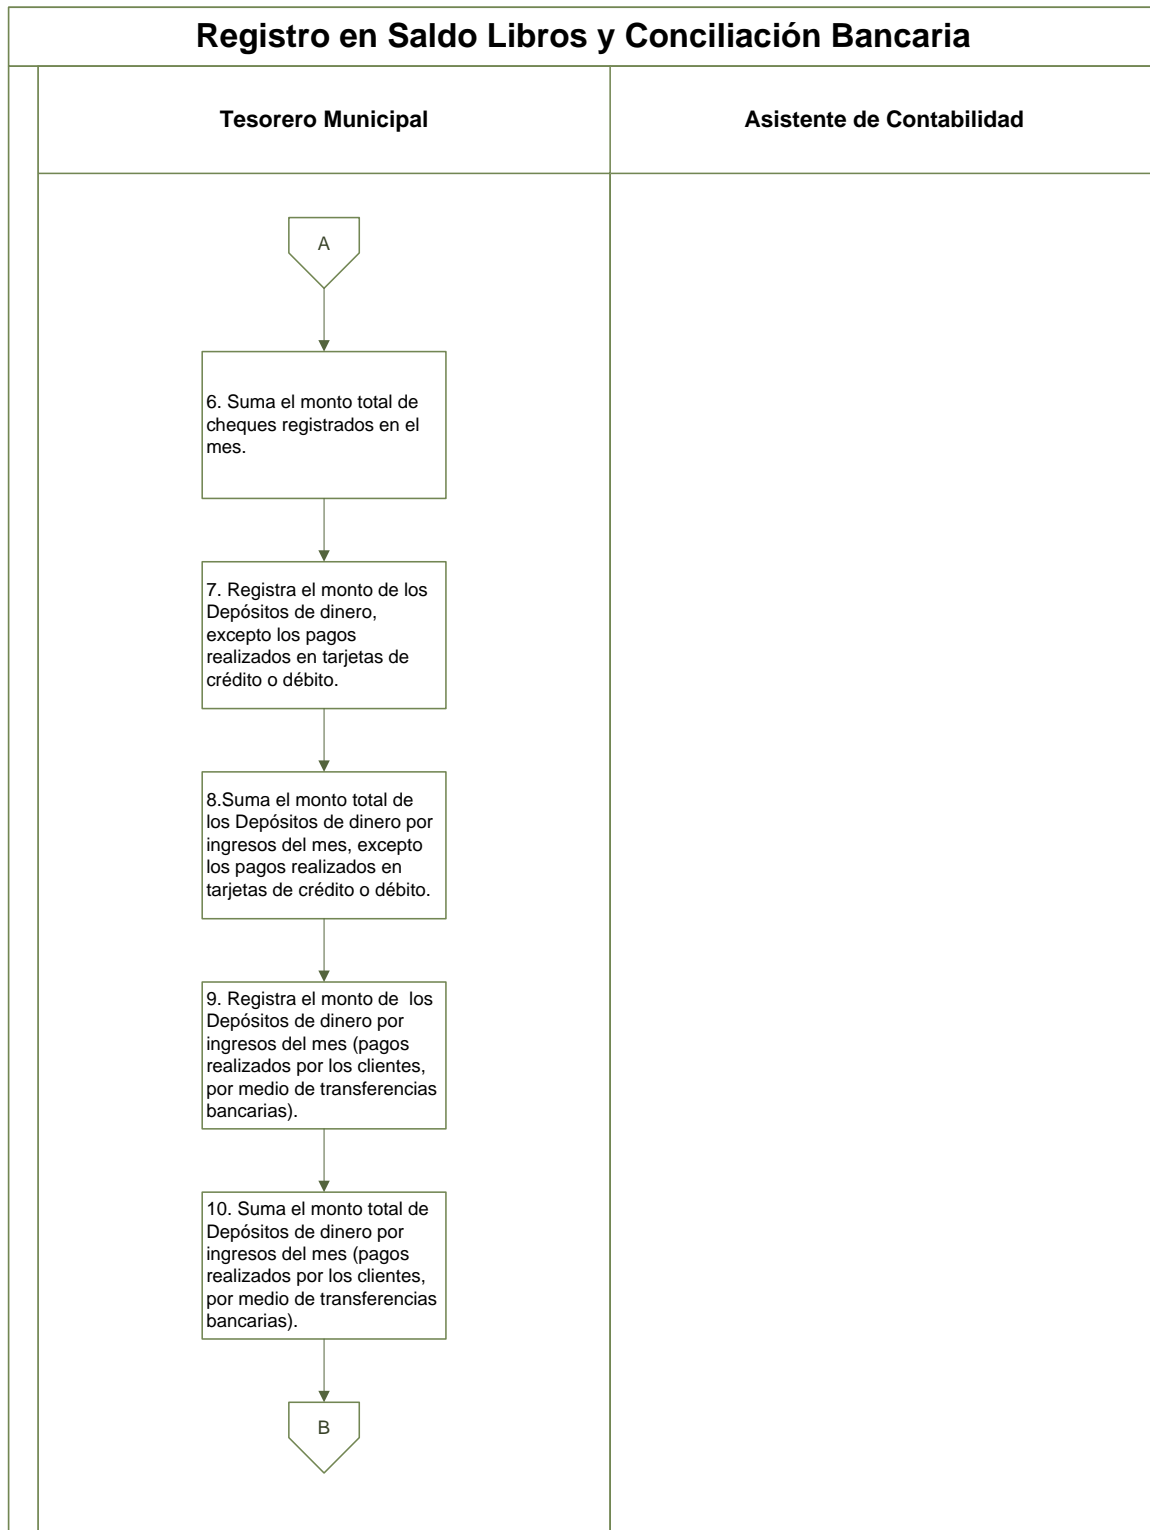 Registro en Saldo Libros y Conciliación Bancaria
Tesorero Municipal
Asistente de Contabilidad
A
6. Suma el monto total de
cheques registrados en el
mes.
7. Registra el monto de los
Depósitos de dinero,
excepto los pagos
realizados en tarjetas de
crédito o débito.
8.Suma el monto total de
los Depósitos de dinero por
ingresos del mes, excepto
los pagos realizados en
tarjetas de crédito o débito.
9. Registra el monto de  los
Depósitos de dinero por
ingresos del mes (pagos
realizados por los clientes,
por medio de transferencias
bancarias).
10. Suma el monto total de
Depósitos de dinero por
ingresos del mes (pagos
realizados por los clientes,
por medio de transferencias
bancarias).
B